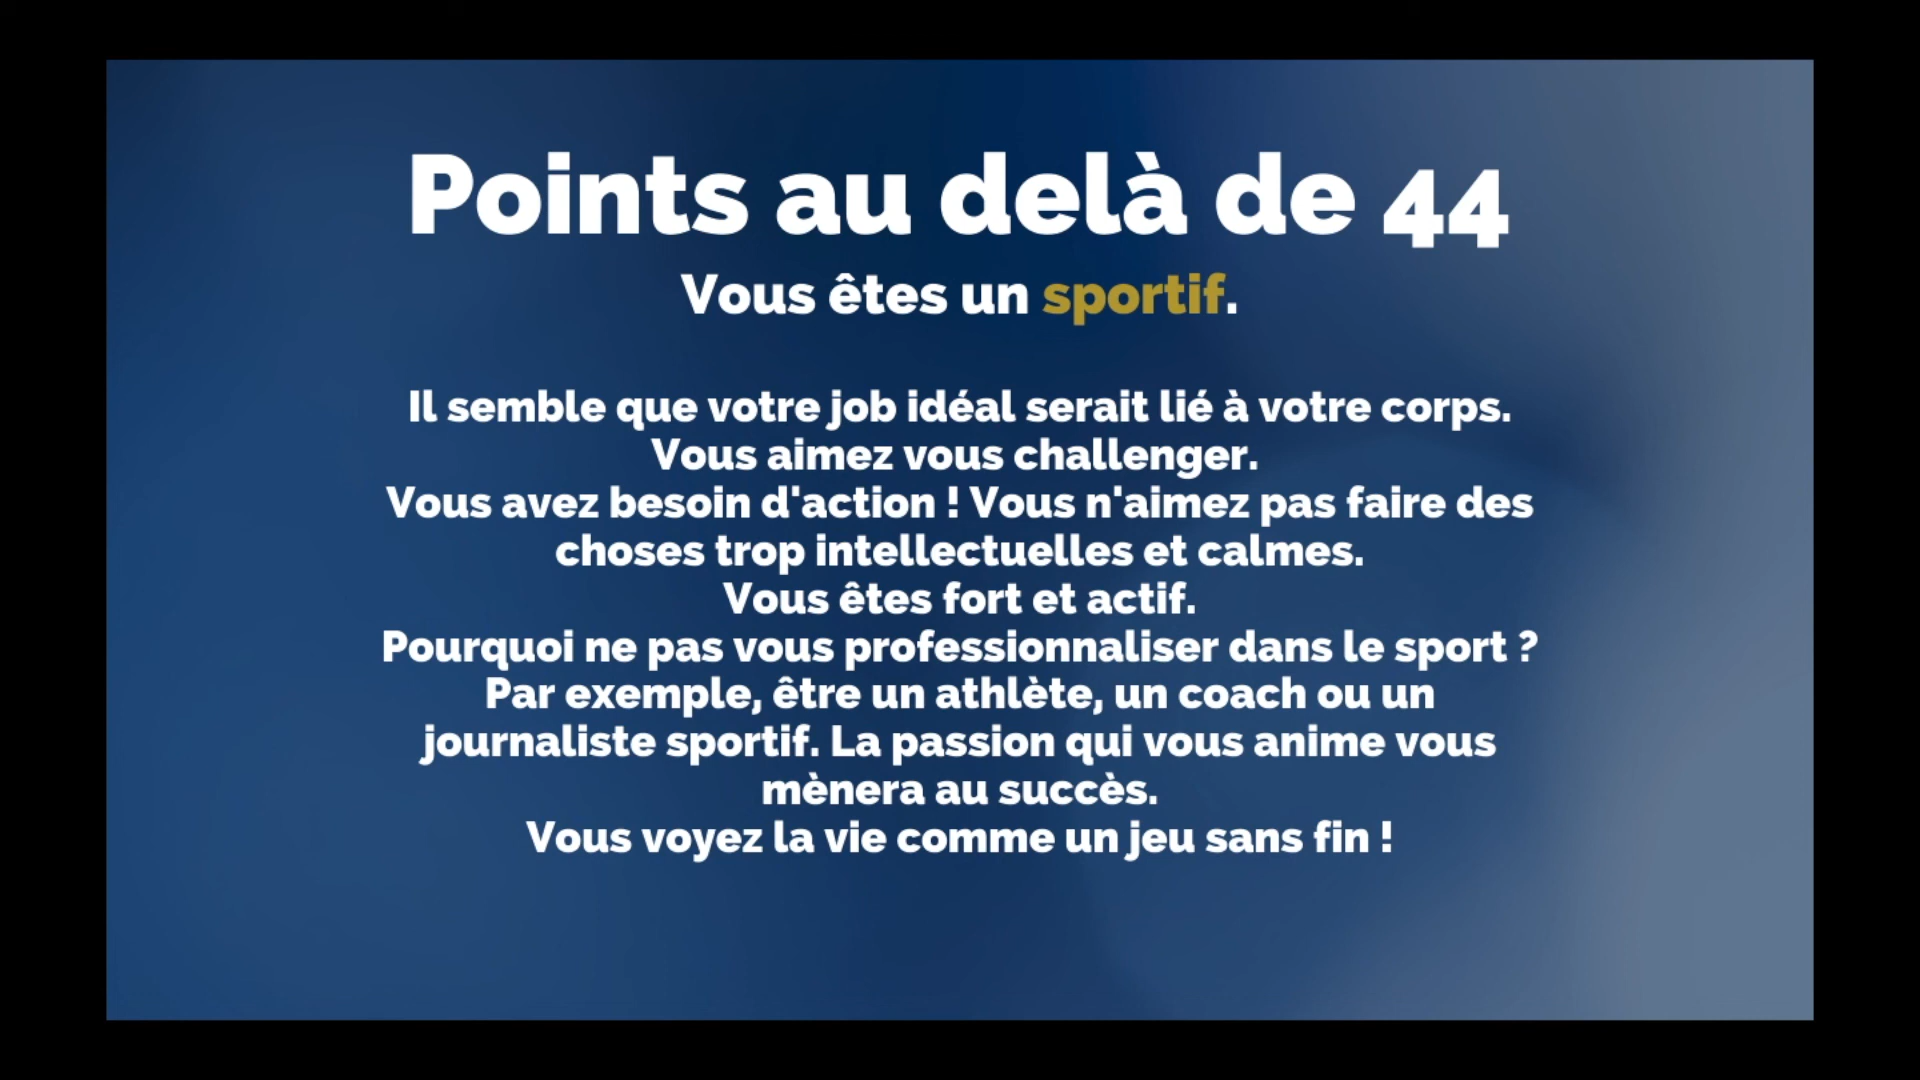 Points au delà de 44
Vous êtes un sportif.
Il semble que votre job idéal serait lié à votre corps.
Vous aimez vous challenger.
Vous avez besoin d'action ! Vous n'aimez pas faire des
choses trop intellectuelles et calmes.
Vous êtes fort et actif.
Pourquoi ne pas vous professionnaliser dans le sport ?
Par exemple, être un athlète, un coach ou un
journaliste sportif. La passion qui vous anime vous
mènera au succès.
Vous voyez la vie comme un jeu sans fin !